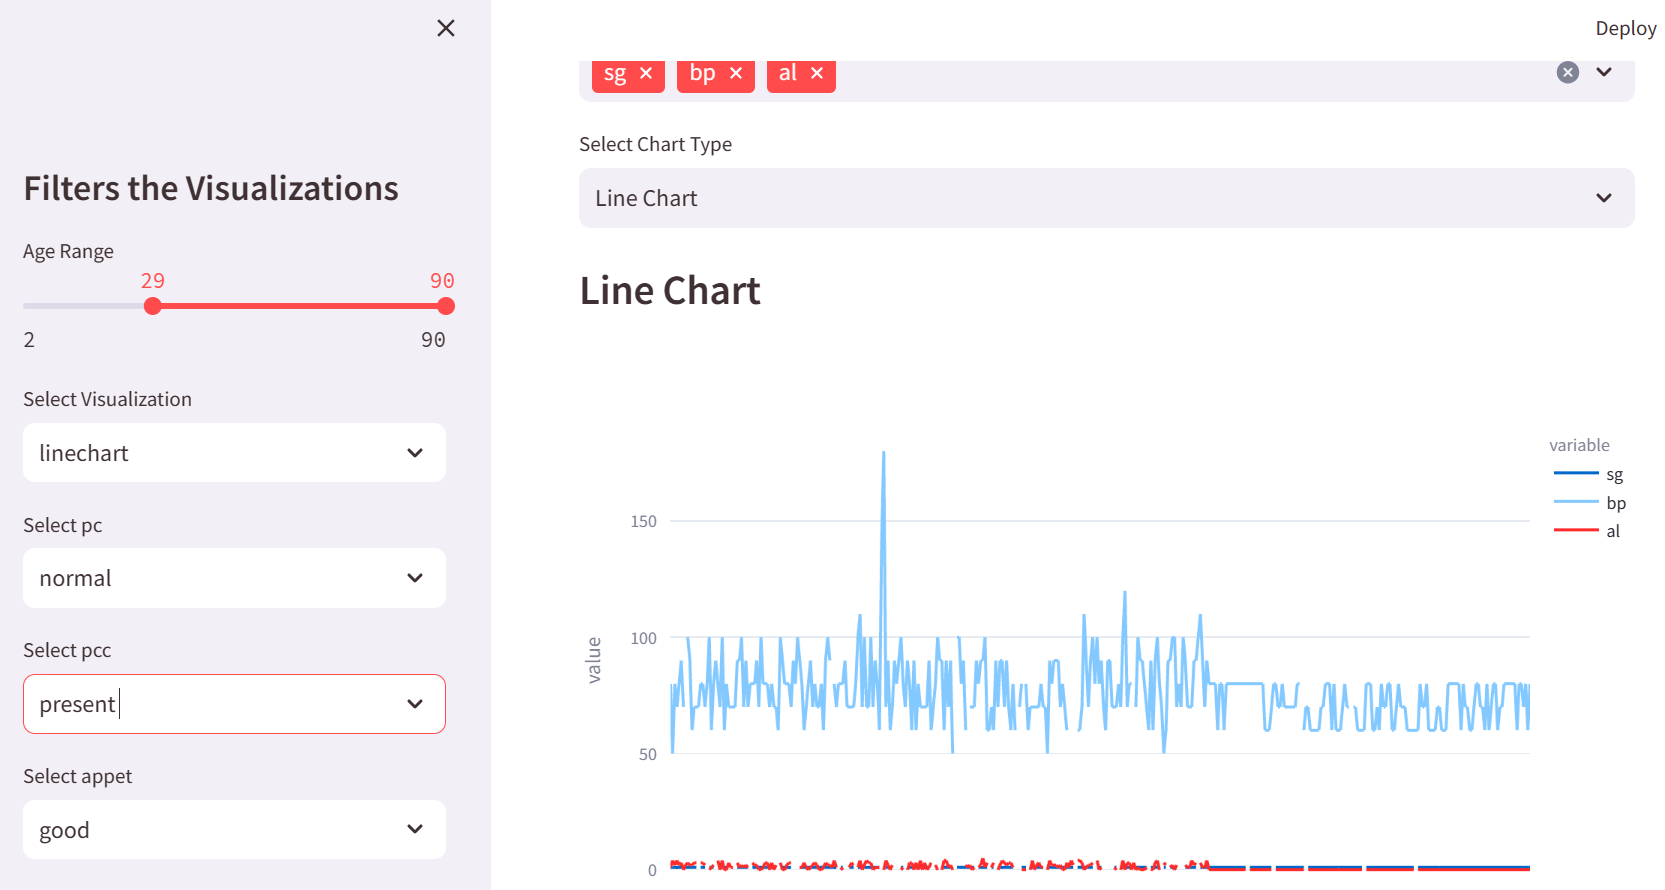 Deploy
Filters the Visualizations
Age Range
29 90
2 90
Select Visualization
linechart
Select pc
normal
Select pcc
present
Select appet
good
sg bp al
Select Chart Type
Line Chart
Line Chart
variable
sg
bp
al
value
150
100
50
0